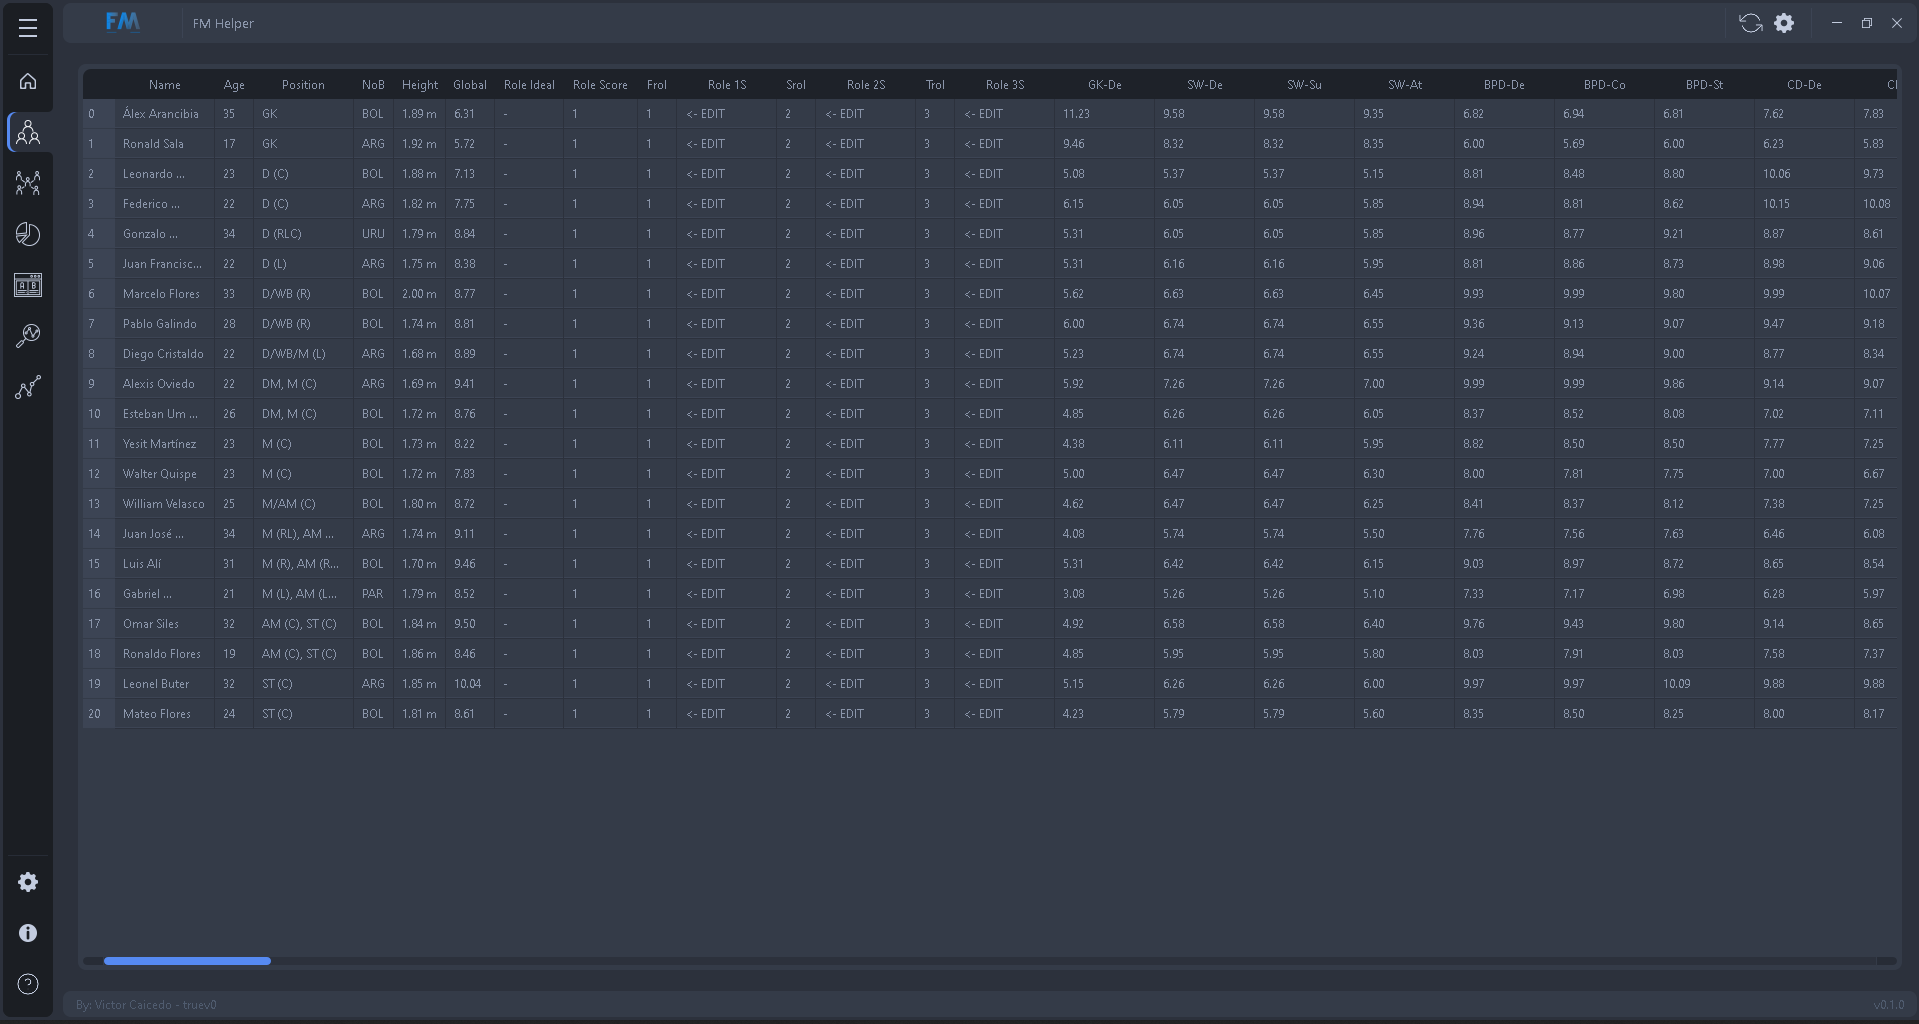 FM FM Helper
Name Age Position NoB Height Global Role Ideal Role Score Frol Role 1S Srol Role 2S Trol Role 3S GK-De SW-De SW-Su SW-At BPD-De BPD-Co BPD-St CD-De
0 Álex Arancibia 35 GK BOL 1.89 m 6.31 - 1 1 <- EDIT 2 <- EDIT 3 <- EDIT 11.23 9.58 9.58 9.35 6.82 6.94 6.81 7.62 7.83
1 Ronald Sala 17 GK ARG 1.92 m 5.72 - 1 1 <- EDIT 2 <- EDIT 3 <- EDIT 9.46 8.32 8.32 8.35 6.00 5.69 6.00 6.23 5.83
2 Leonardo ... 23 D (C) BOL 1.88 m 7.13 - 1 1 <- EDIT 2 <- EDIT 3 <- EDIT 5.08 5.37 5.37 5.15 8.81 8.48 8.80 10.06 9.73
3 Federico ... 22 D (C) ARG 1.82 m 7.75 - 1 1 <- EDIT 2 <- EDIT 3 <- EDIT 6.15 6.05 6.05 5.85 8.94 8.81 8.62 10.15 10.08
4 Gonzalo ... 34 D (RLC) URU 1.79 m 8.84 - 1 1 <- EDIT 2 <- EDIT 3 <- EDIT 5.31 6.05 6.05 5.85 8.96 8.77 9.21 8.87 8.61
5 Juan Francisc... 22 D (L) ARG 1.75 m 8.38 - 1 1 <- EDIT 2 <- EDIT 3 <- EDIT 5.31 6.16 6.16 5.95 8.81 8.86 8.73 8.98 9.06
6 Marcelo Flores 33 D/WB (R) BOL 2.00 m 8.77 - 1 1 <- EDIT 2 <- EDIT 3 <- EDIT 5.62 6.63 6.63 6.45 9.93 9.99 9.80 9.99 10.07
7 Pablo Galindo 28 D/WB (R) BOL 1.74 m 8.81 - 1 1 <- EDIT 2 <- EDIT 3 <- EDIT 6.00 6.74 6.74 6.55 9.36 9.13 9.07 9.47 9.18
8 Diego Cristaldo 22 D/WB/M (L) ARG 1.68 m 8.89 - 1 1 <- EDIT 2 <- EDIT 3 <- EDIT 5.23 6.74 6.74 6.55 9.24 8.94 9.00 8.77 8.34
9 Alexis Oviedo 22 DM, M (C) ARG 1.69 m 9.41 - 1 1 <- EDIT 2 <- EDIT 3 <- EDIT 5.92 7.26 7.26 7.00 9.99 9.99 9.86 9.14 9.07
10 Esteban Um ... 26 DM, M (C) BOL 1.72 m 8.76 - 1 1 <- EDIT 2 <- EDIT 3 <- EDIT 4.85 6.26 6.26 6.05 8.37 8.52 8.08 7.02 7.11
11 Yesit Martínez 23 M (C) BOL 1.73 m 8.22 - 1 1 <- EDIT 2 <- EDIT 3 <- EDIT 4.38 6.11 6.11 5.95 8.82 8.50 8.50 7.77 7.25
12 Walter Quispe 23 M (C) BOL 1.72 m 7.83 - 1 1 <- EDIT 2 <- EDIT 3 <- EDIT 5.00 6.47 6.47 6.30 8.00 7.81 7.75 7.00 6.67
13 William Velasco 25 M/AM (C) BOL 1.80 m 8.72 - 1 1 <- EDIT 2 <- EDIT 3 <- EDIT 4.62 6.47 6.47 6.25 8.41 8.37 8.12 7.38 7.25
14 Juan José ... 34 M (RL), AM ... ARG 1.74 m 9.11 - 1 1 <- EDIT 2 <- EDIT 3 <- EDIT 4.08 5.74 5.74 5.50 7.76 7.56 7.63 6.46 6.08
15 Luis Alí 31 M (R), AM (R... BOL 1.70 m 9.46 - 1 1 <- EDIT 2 <- EDIT 3 <- EDIT 5.31 6.42 6.42 6.15 9.03 8.97 8.72 8.65 8.54
16 Gabriel ... 21 M (L), AM (L... PAR 1.79 m 8.52 - 1 1 <- EDIT 2 <- EDIT 3 <- EDIT 3.08 5.26 5.26 5.10 7.33 7.17 6.98 6.28 5.97
17 Omar Siles 32 AM (C), ST (C) BOL 1.84 m 9.50 - 1 1 <- EDIT 2 <- EDIT 3 <- EDIT 4.92 6.58 6.58 6.40 9.76 9.43 9.80 9.14 8.65
18 Ronaldo Flores 19 AM (C), ST (C) BOL 1.86 m 8.46 - 1 1 <- EDIT 2 <- EDIT 3 <- EDIT 4.85 5.95 5.95 5.80 8.03 7.91 8.03 7.58 7.37
19 Leonel Buter 32 ST (C) ARG 1.85 m 10.04 - 1 1 <- EDIT 2 <- EDIT 3 <- EDIT 5.15 6.26 6.26 6.00 9.97 9.97 10.09 9.88 9.88
20 Mateo Flores 24 ST (C) BOL 1.81 m 8.61 - 1 1 <- EDIT 2 <- EDIT 3 <- EDIT 4.23 5.79 5.79 5.60 8.35 8.50 8.25 8.00 8.17
By: Victor Caicedo - truev0 v0.1.0